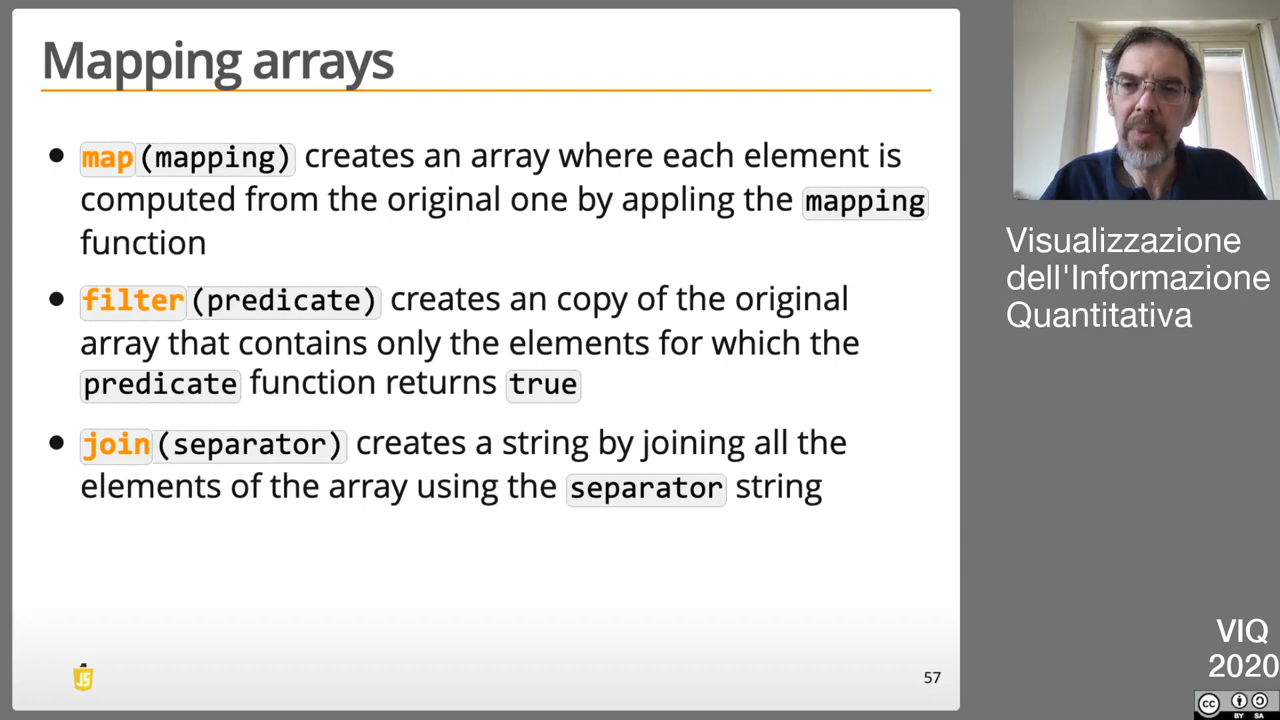 Mapping arrays
map(mapping) creates an array where each element is
computed from the original one by appling the mapping
function
filter(predicate) creates an copy of the original
array that contains only the elements for which the
predicate function returns true
join(separator) creates a string by joining all the
elements of the array using the separator string
JS
57
Visualizzazione
dell'Informazione
Quantitativa
VIQ
2020
CC
BY SA